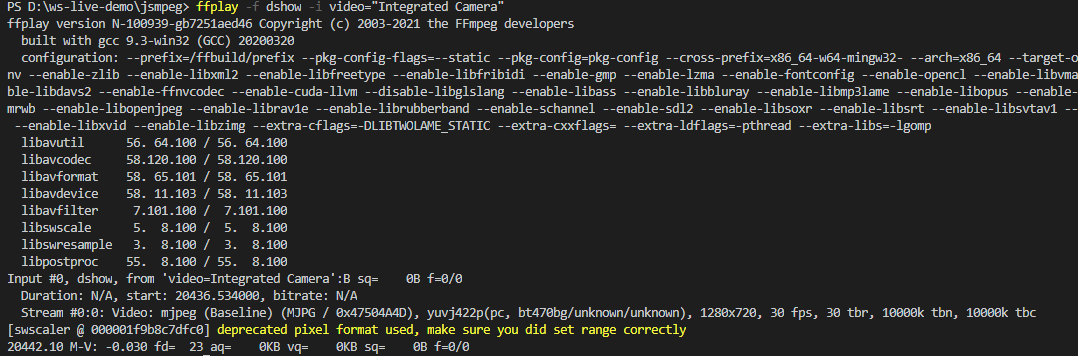 PS D:\ws-live-demo\jsmpeg> ffplay -f dshow -i video="Integrated Camera"
ffplay version N-100939-gb7251aed46 Copyright (c) 2003-2021 the FFmpeg developers
  built with gcc 9.3-win32 (GCC) 20200320
  configuration: --prefix=/ffbuild/prefix --pkg-config-flags=--static --pkg-config=pkg-config --cross-prefix=x86_64-w64-mingw32- --arch=x86_64 --target-o
nv --enable-zlib --enable-libxml2 --enable-libfreetype --enable-libfribidi --enable-gmp --enable-lzma --enable-fontconfig --enable-opencl --enable-libvma
ble-libdavs2 --enable-ffnvcodec --enable-cuda-llvm --disable-libglslang --enable-libass --enable-libbluray --enable-libmp3lame --enable-libopus --enable-
mrwb --enable-libopenjpeg --enable-librav1e --enable-librubberband --enable-schannel --enable-sdl2 --enable-libsoxr --enable-libsrt --enable-libsvtav1 --
 --enable-libxvid --enable-libzimg --extra-cflags=-DLIBTWOLAME_STATIC --extra-cxxflags= --extra-ldflags=-pthread --extra-libs=-lgomp
  libavutil      56. 64.100 / 56. 64.100
  libavcodec     58.120.100 / 58.120.100
  libavformat    58. 65.101 / 58. 65.101
  libavdevice    58. 11.103 / 58. 11.103
  libavfilter     7.101.100 /  7.101.100
  libswscale      5.  8.100 /  5.  8.100
  libswresample   3.  8.100 /  3.  8.100
  libpostproc    55.  8.100 / 55.  8.100
Input #0, dshow, from 'video=Integrated Camera':B sq=    0B f=0/0
  Duration: N/A, start: 20436.534000, bitrate: N/A
  Stream #0:0: Video: mjpeg (Baseline) (MJPG / 0x47504A4D), yuvj422p(pc, bt470bg/unknown/unknown), 1280x720, 30 fps, 30 tbr, 10000k tbn, 10000k tbc
[swscaler @ 000001f9b8c7dfc0] deprecated pixel format used, make sure you did set range correctly
20442.10 M-V: -0.030 fd=  23 aq=    0KB vq=    0KB sq=    0B f=0/0